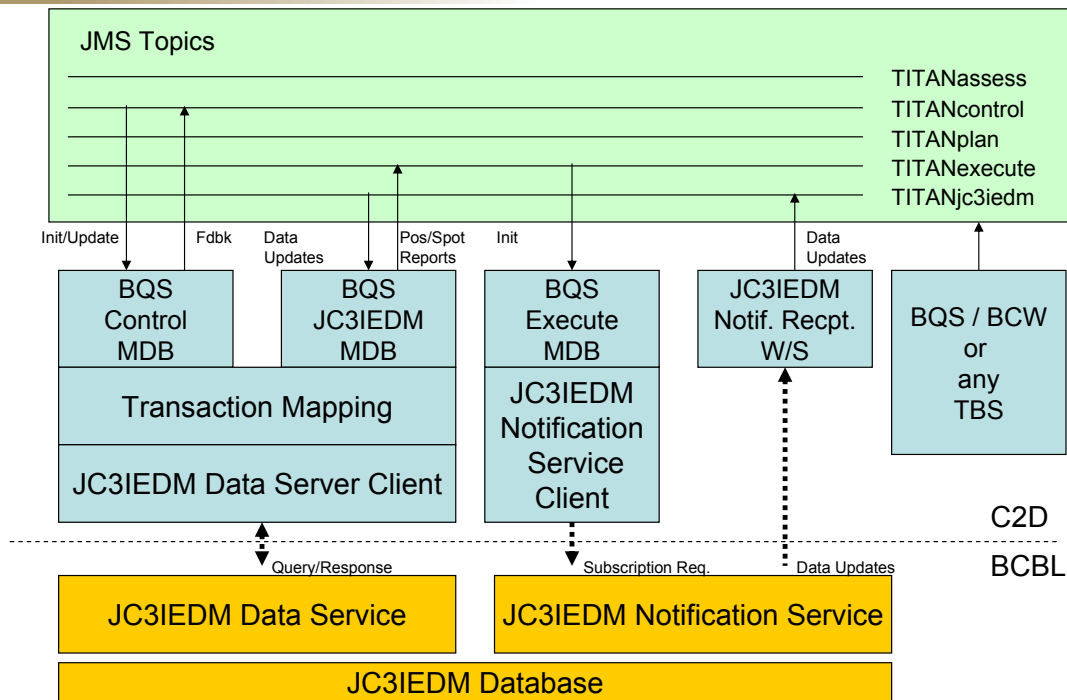 JMS Topics
TITANassess
TITANcontrol
TITANplan
TITANexecute
TITANjc3iedm
Init/Update
Fdbk
Data
Updates
Pos/Spot
Reports
Init
Data
Updates
BQS
Control
MDB
BQS
JC3IEDM
MDB
BQS
Execute
MDB
JC3IEDM
Notif. Recpt.
W/S
BQS / BCW
or
any
TBS
Transaction Mapping
JC3IEDM Data Server Client
JC3IEDM
Notification
Service
Client
C2D
BCBL
Query/Response
Subscription Req.
Data Updates
JC3IEDM Data Service
JC3IEDM Notification Service
JC3IEDM Database